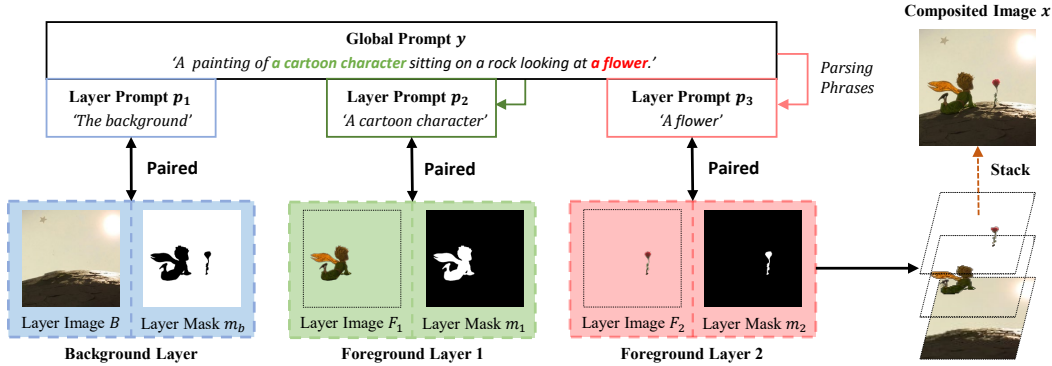 Composited Image x
Global Prompt y
'A painting of a cartoon character sitting on a rock looking at a flower.'
Parsing
Phrases
Layer Prompt p₁
'The background'
Layer Prompt p₂
'A cartoon character'
Layer Prompt p₃
'A flower'
Paired
Paired
Paired
Stack
Layer Image B
Layer Mask m_b
Layer Image F₁
Layer Mask m₁
Layer Image F₂
Layer Mask m₂
Background Layer
Foreground Layer 1
Foreground Layer 2